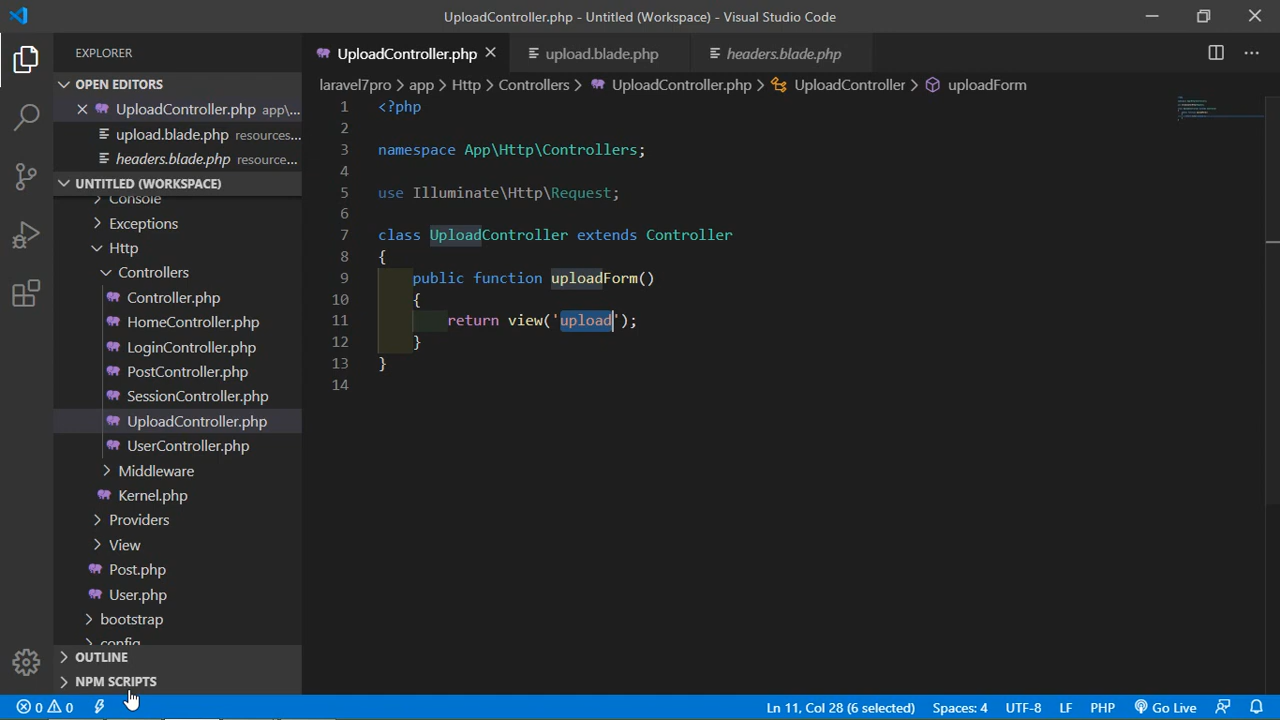 UploadController.php - Untitled (Workspace) - Visual Studio Code
EXPLORER
UploadController.php
upload.blade.php
headers.blade.php
OPEN EDITORS
laravel7pro > app > Http > Controllers > UploadController.php > UploadController > uploadForm
UploadController.php app\...
upload.blade.php resources...
headers.blade.php resource...
UNTITLED (WORKSPACE)
Console
Exceptions
Http
Controllers
Controller.php
HomeController.php
LoginController.php
PostController.php
SessionController.php
UploadController.php
UserController.php
Middleware
Kernel.php
Providers
View
Post.php
User.php
bootstrap
config
OUTLINE
NPM SCRIPTS
1 <?php
2
3 namespace App\Http\Controllers;
4
5 use Illuminate\Http\Request;
6
7 class UploadController extends Controller
8 {
9 public function uploadForm()
10 {
11 return view('upload');
12 }
13 }
14
0 0 Ln 11, Col 28 (6 selected) Spaces: 4 UTF-8 LF PHP Go Live